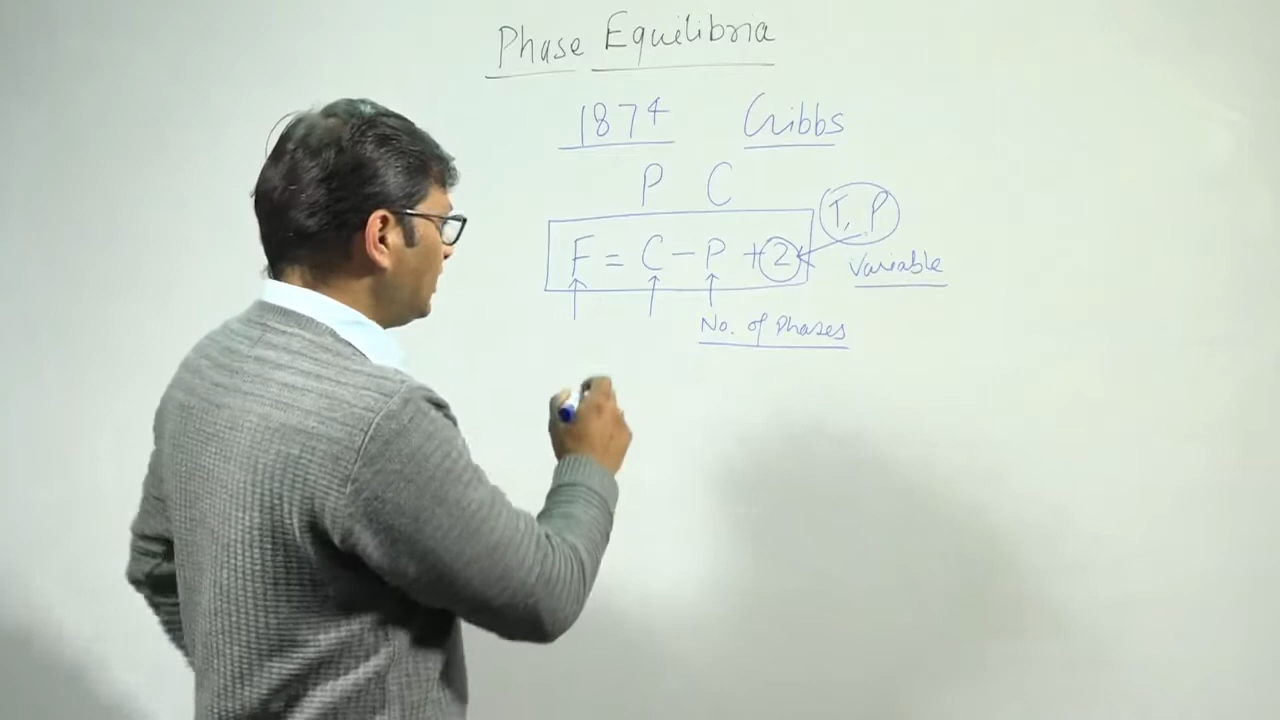 Phase Equilibria
1874 Gibbs
P C
F = C - P + 2 T, P
Variable
No. of Phases